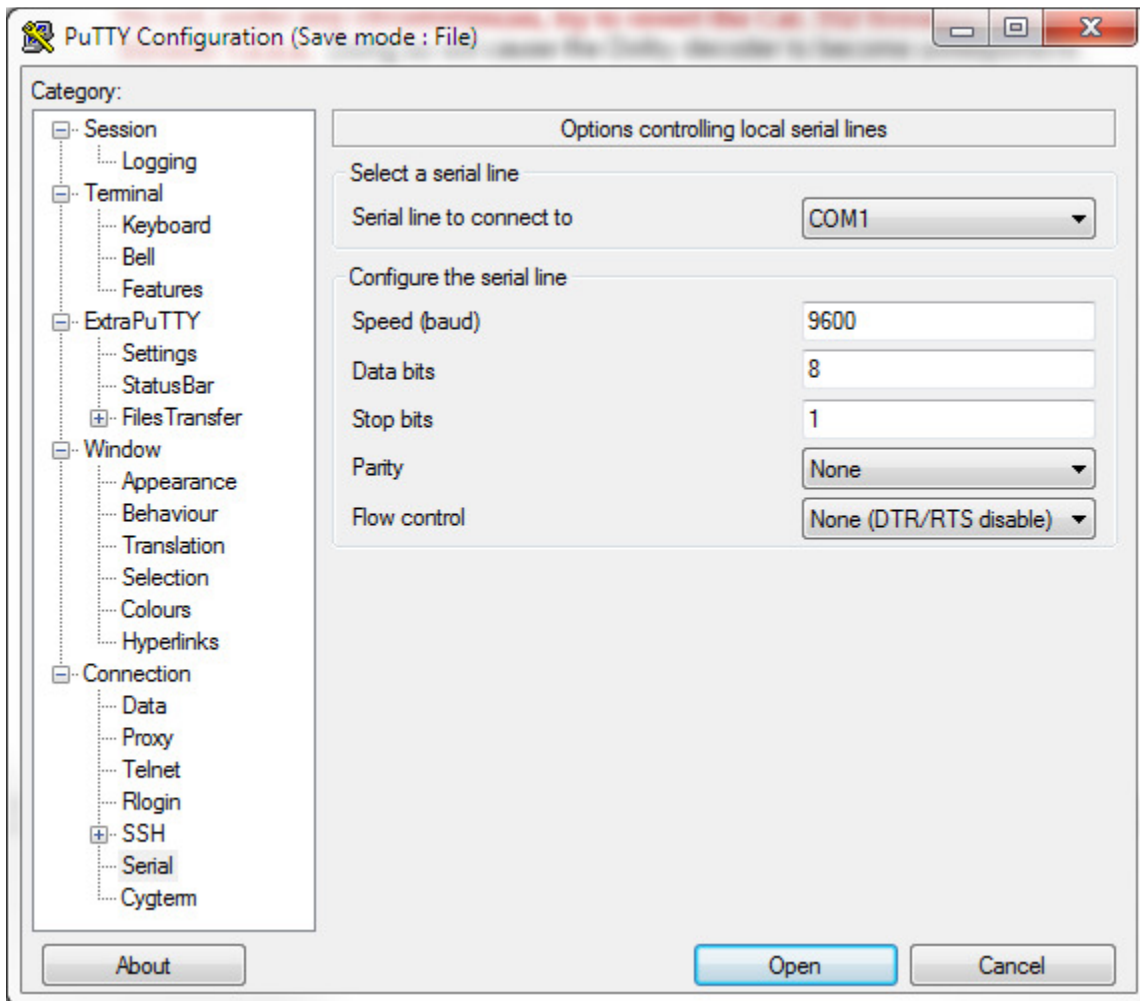 PuTTY Configuration (Save mode : File)
Category:
Session
Logging
Terminal
Keyboard
Bell
Features
ExtraPuTTY
Settings
StatusBar
FilesTransfer
Window
Appearance
Behaviour
Translation
Selection
Colours
Hyperlinks
Connection
Data
Proxy
Telnet
Rlogin
SSH
Serial
Cygterm
Options controlling local serial lines
Select a serial line
Serial line to connect to
COM1
Configure the serial line
Speed (baud)
9600
Data bits
8
Stop bits
1
Parity
None
Flow control
None (DTR/RTS disable)
About
Open
Cancel